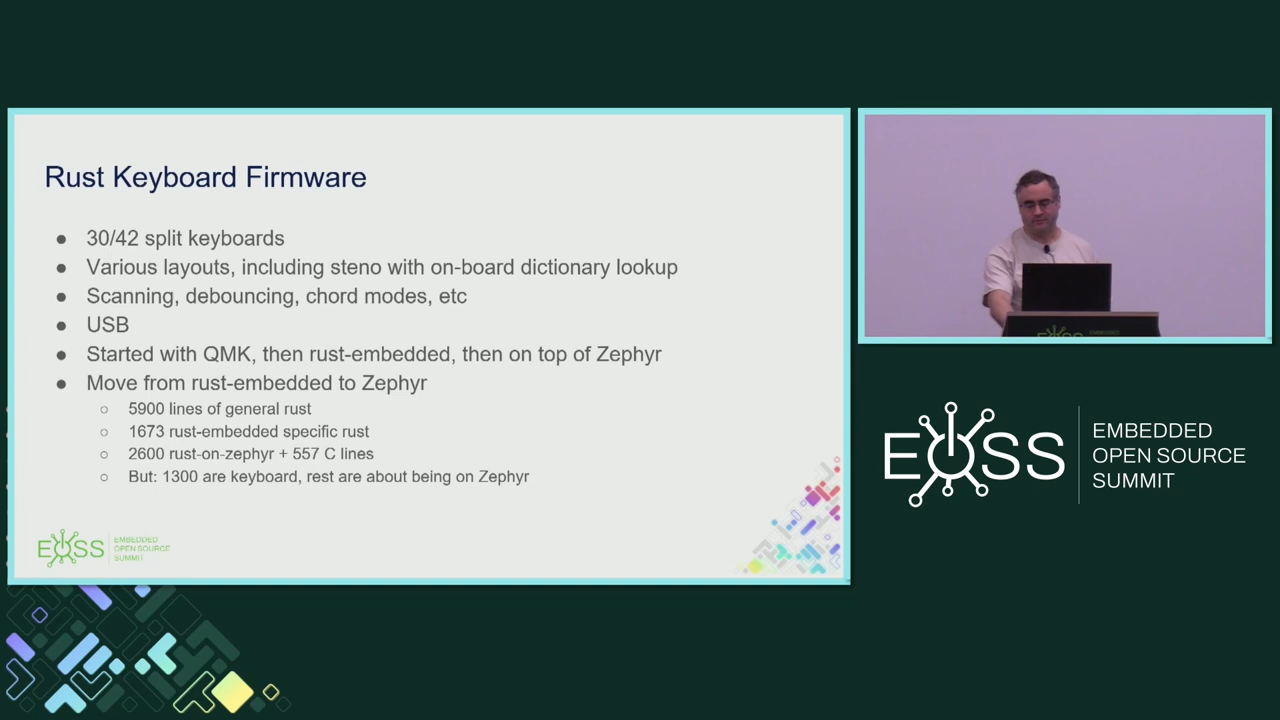 Rust Keyboard Firmware
● 30/42 split keyboards
● Various layouts, including steno with on-board dictionary lookup
● Scanning, debouncing, chord modes, etc
● USB
● Started with QMK, then rust-embedded, then on top of Zephyr
● Move from rust-embedded to Zephyr
○ 5900 lines of general rust
○ 1673 rust-embedded specific rust
○ 2600 rust-on-zephyr + 557 C lines
○ But: 1300 are keyboard, rest are about being on Zephyr
EOSS
EMBEDDED
OPEN SOURCE
SUMMIT
EOSS
EMBEDDED
OPEN SOURCE
SUMMIT